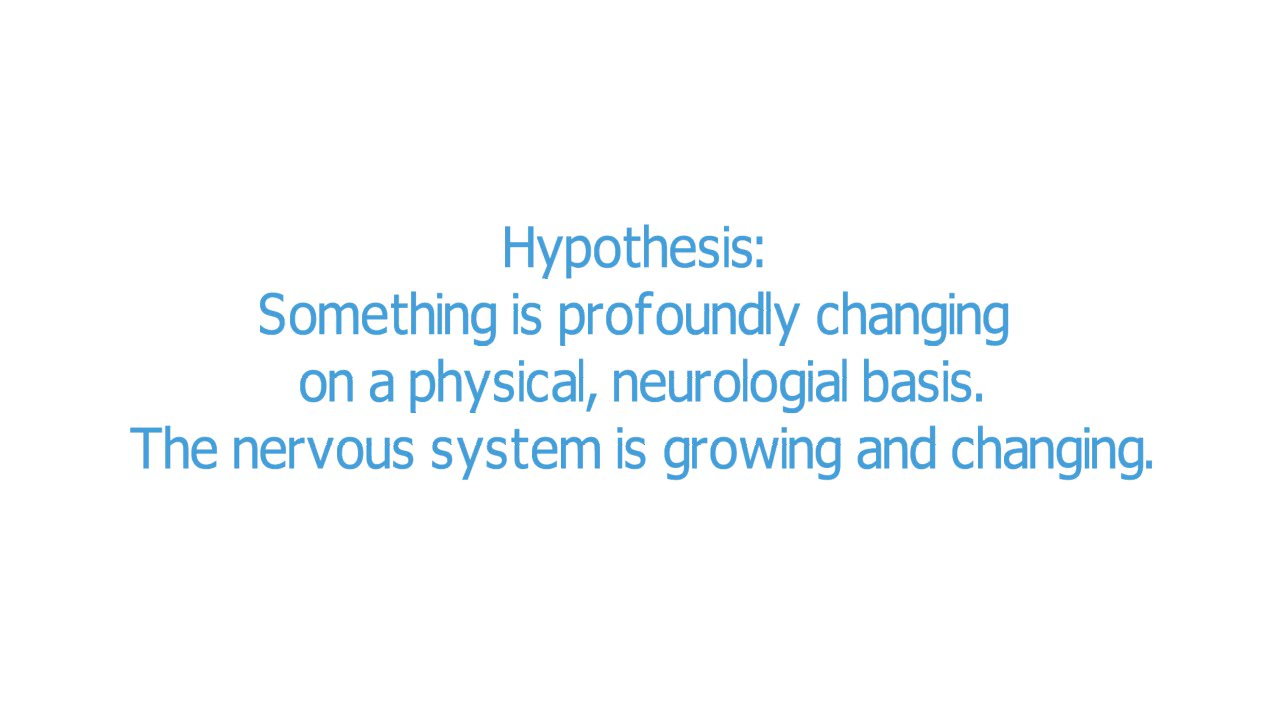 Hypothesis:
Something is profoundly changing
on a physical, neurologial basis.
The nervous system is growing and changing.